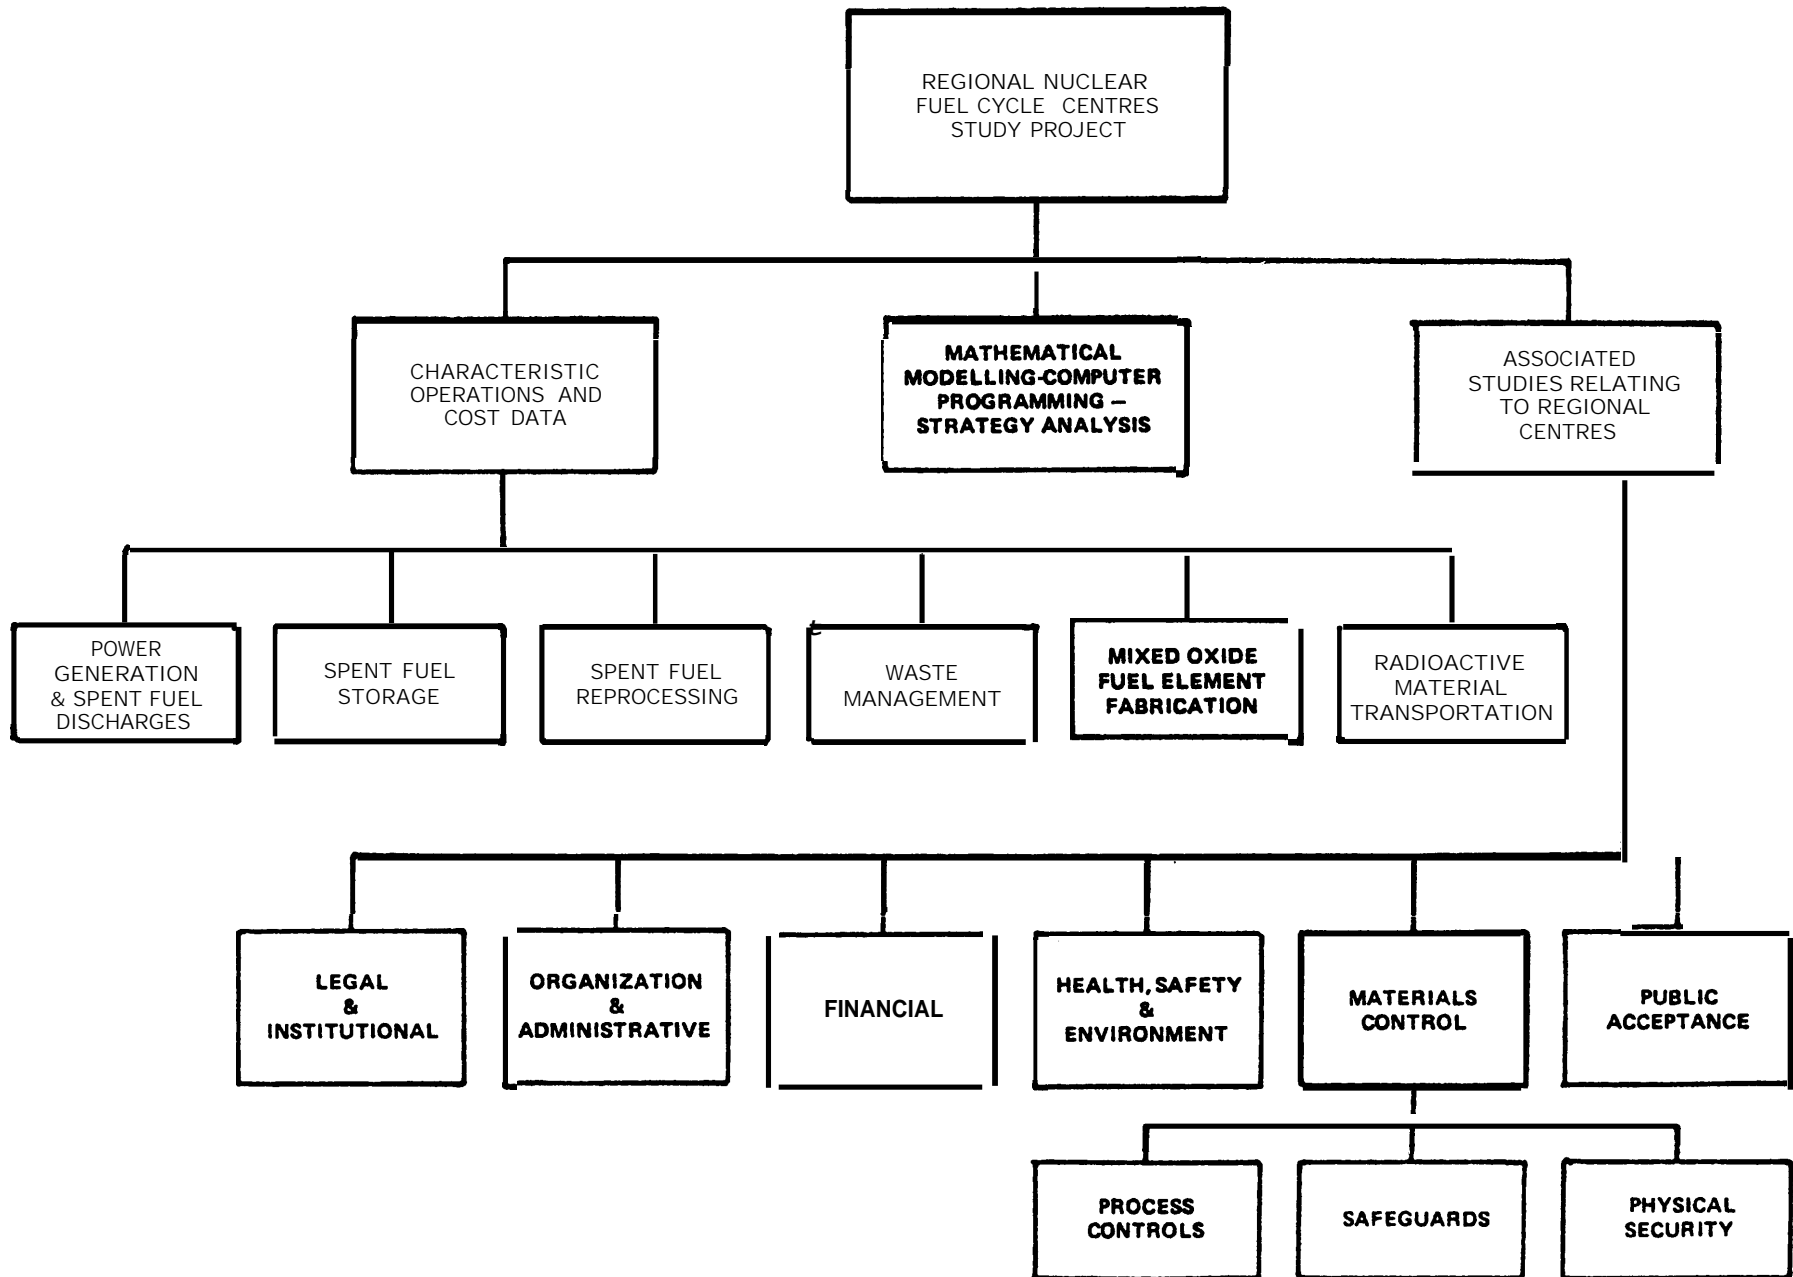 REGIONAL NUCLEAR
FUEL CYCLE CENTRES
STUDY PROJECT
CHARACTERISTIC
OPERATIONS AND
COST DATA
MATHEMATICAL
MODELLING-COMPUTER
PROGRAMMING –
STRATEGY ANALYSIS
ASSOCIATED
STUDIES RELATING
TO REGIONAL
CENTRES
POWER
GENERATION
& SPENT FUEL
DISCHARGES
SPENT FUEL
STORAGE
SPENT FUEL
REPROCESSING
WASTE
MANAGEMENT
MIXED OXIDE
FUEL ELEMENT
FABRICATION
RADIOACTIVE
MATERIAL
TRANSPORTATION
LEGAL
&
INSTITUTIONAL
ORGANIZATION
&
ADMINISTRATIVE
FINANCIAL
HEALTH, SAFETY
&
ENVIRONMENT
MATERIALS
CONTROL
PUBLIC
ACCEPTANCE
PROCESS
CONTROLS
SAFEGUARDS
PHYSICAL
SECURITY